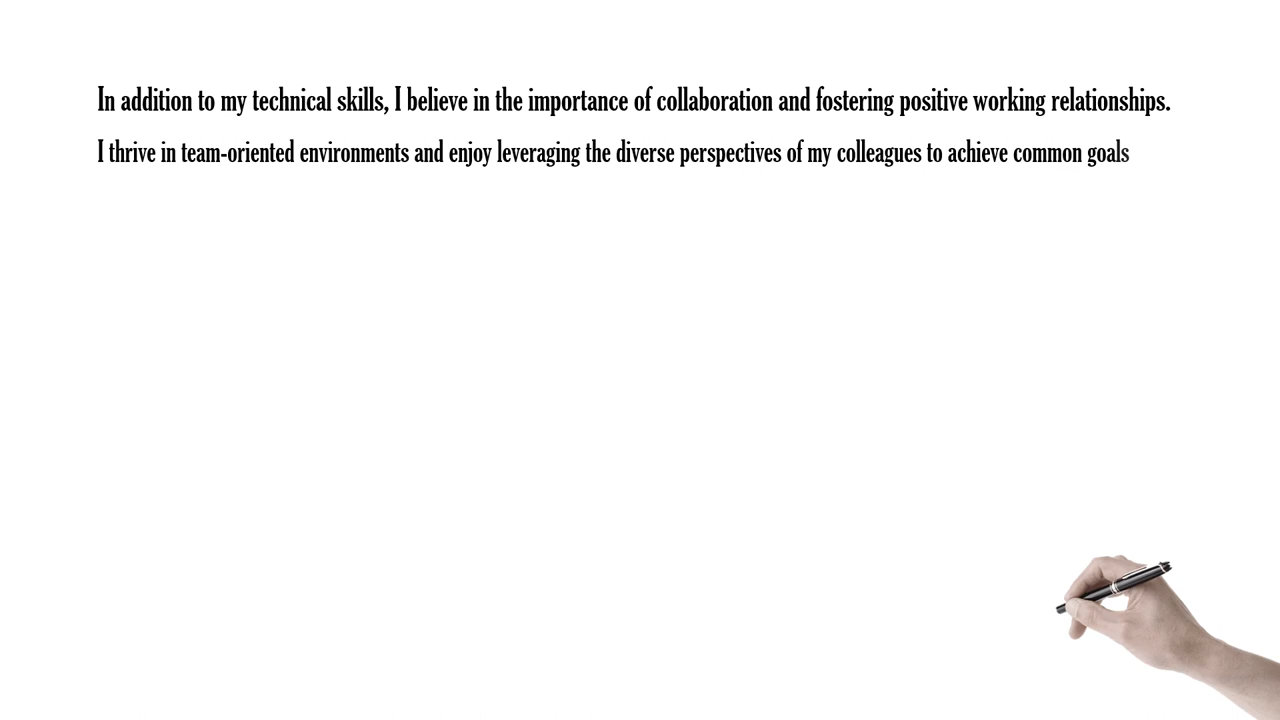 In addition to my technical skills, I believe in the importance of collaboration and fostering positive working relationships.
I thrive in team-oriented environments and enjoy leveraging the diverse perspectives of my colleagues to achieve common goals